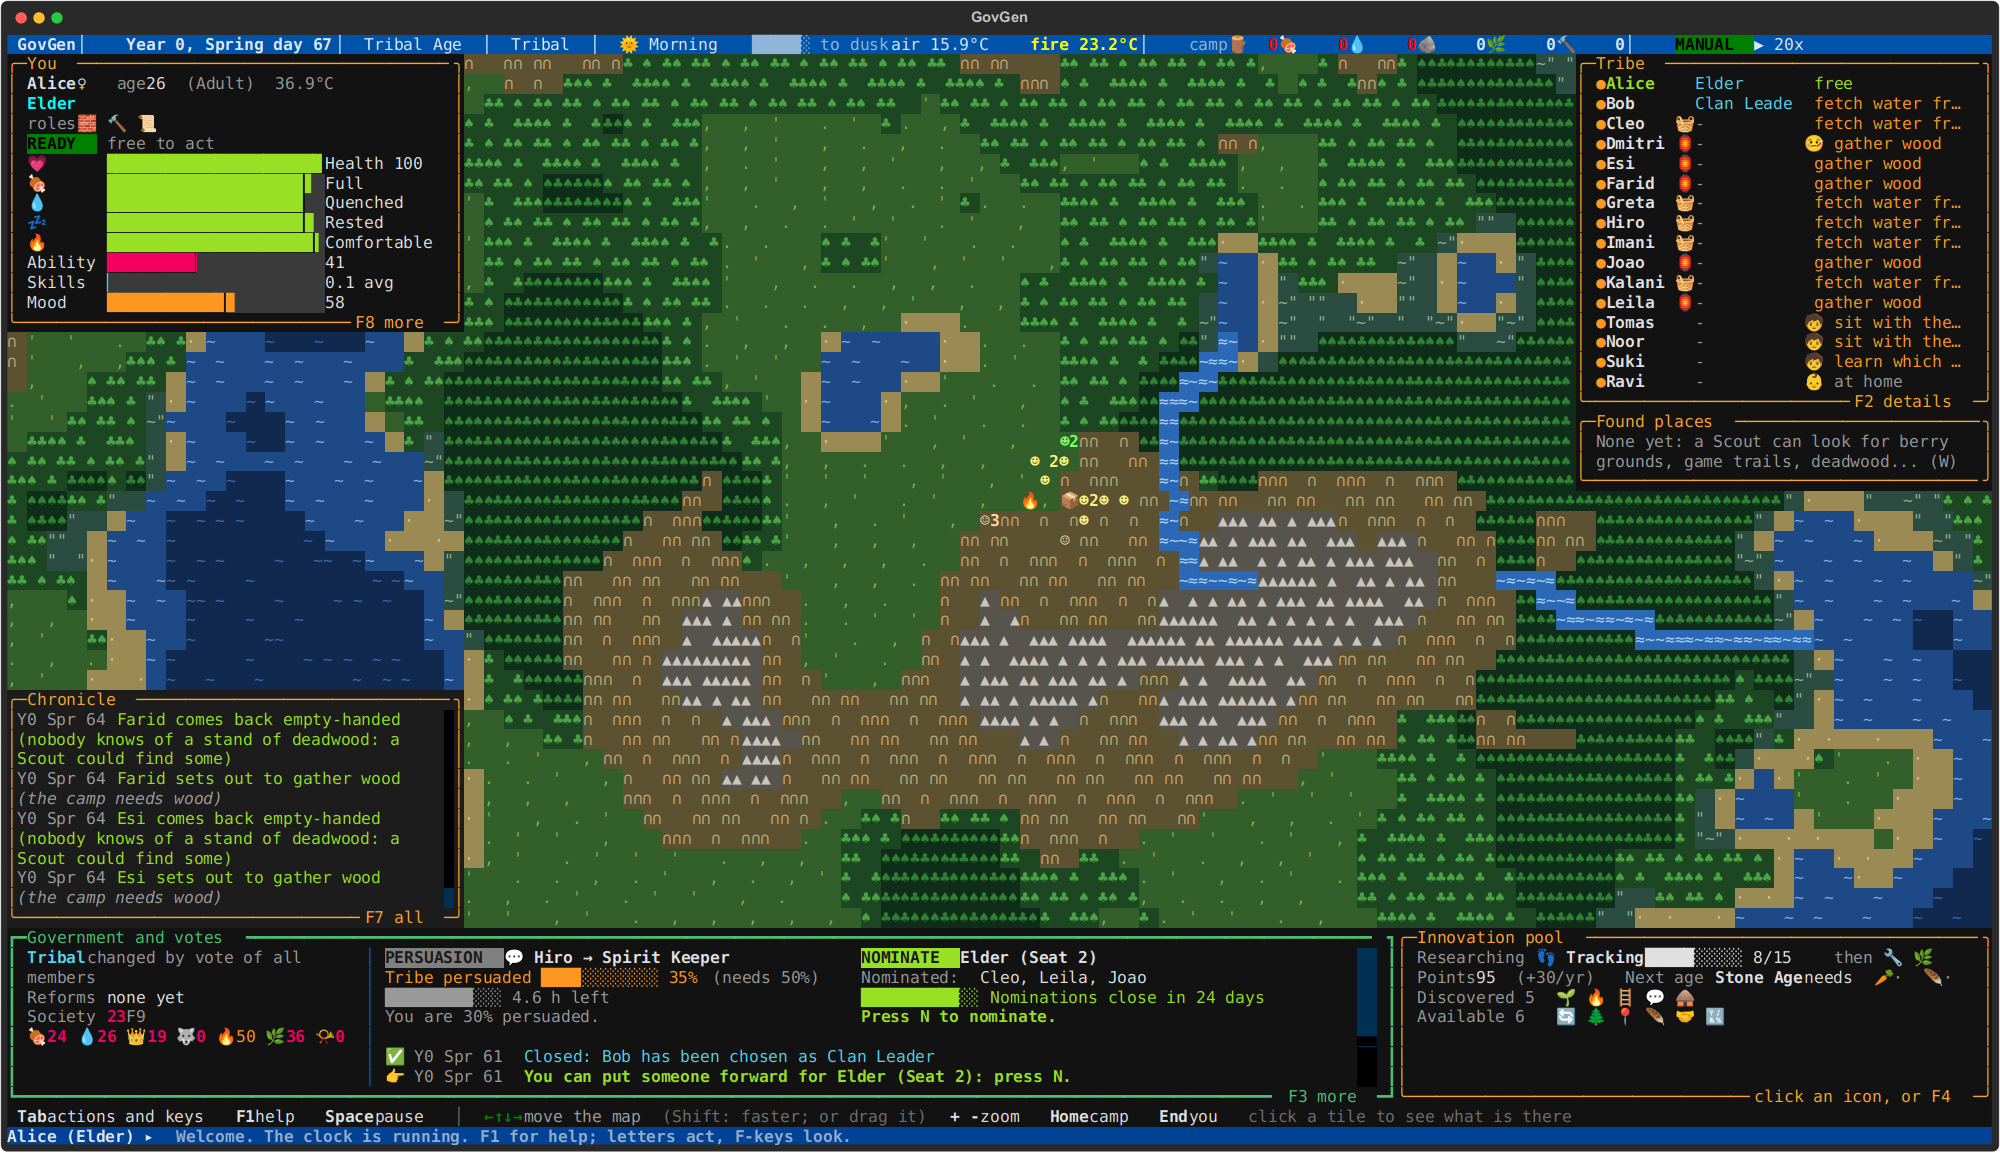 GovGen
GovGen│ Year 0, Spring day 67│ Tribal Age │ Tribal │ 🌞 Morning to dusk air 15.9°C fire 23.2°C│ camp 0 0 0 0 0 0│ MANUAL ▶ 20x
You
Alice♀ age26 (Adult) 36.9°C
Elder
roles
READY free to act
Health 100
Full
Quenched
Rested
Comfortable
Ability 41
Skills 0.1 avg
Mood 58
F8 more
Tribe
Alice Elder free
Bob Clan Leade fetch water fr…
Cleo - fetch water fr…
Dmitri - gather wood
Esi - gather wood
Farid - gather wood
Greta - fetch water fr…
Hiro - fetch water fr…
Imani - fetch water fr…
Joao - gather wood
Kalani - fetch water fr…
Leila - gather wood
Tomas - sit with the…
Noor - sit with the…
Suki - learn which …
Ravi - at home
F2 details
Found places
None yet: a Scout can look for berry
grounds, game trails, deadwood... (W)
2
2
2
3
Chronicle
Y0 Spr 64 Farid comes back empty-handed
(nobody knows of a stand of deadwood: a
Scout could find some)
Y0 Spr 64 Farid sets out to gather wood
(the camp needs wood)
Y0 Spr 64 Esi comes back empty-handed
(nobody knows of a stand of deadwood: a
Scout could find some)
Y0 Spr 64 Esi sets out to gather wood
(the camp needs wood)
F7 all
Government and votes
Tribalchanged by vote of all
members
Reforms none yet
Society 23F9
24 26 19 0 50 36 0
PERSUASION Hiro → Spirit Keeper
Tribe persuaded 35% (needs 50%)
4.6 h left
You are 30% persuaded.
NOMINATE Elder (Seat 2)
Nominated: Cleo, Leila, Joao
Nominations close in 24 days
Press N to nominate.
✅ Y0 Spr 61 Closed: Bob has been chosen as Clan Leader
👉 Y0 Spr 61 You can put someone forward for Elder (Seat 2): press N.
F3 more
Innovation pool
Researching Tracking 8/15 then
Points95 (+30/yr) Next age Stone Ageneeds
Discovered 5
Available 6
click an icon, or F4
Tabactions and keys F1help Spacepause │ ←↑↓→move the map (Shift: faster; or drag it) + -zoom Homecamp Endyou click a tile to see what is there
Alice (Elder) ▸ Welcome. The clock is running. F1 for help; letters act, F-keys look.